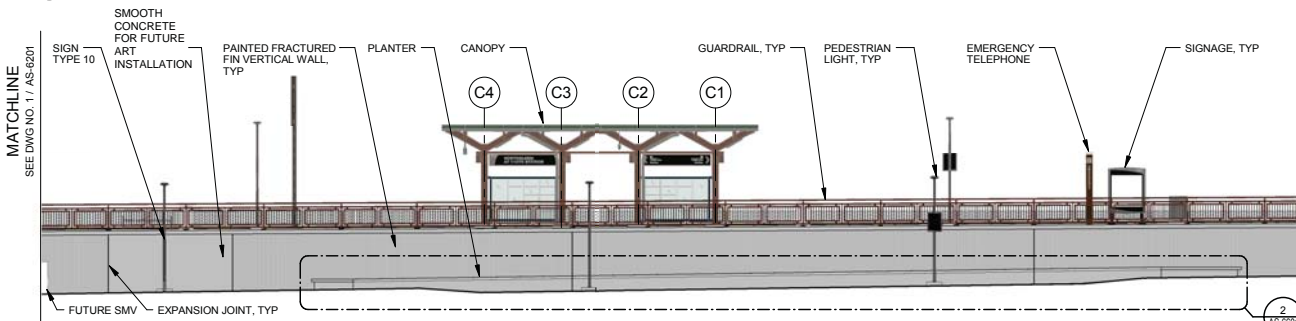 MATCHLINE
SEE DWG NO. 1 / AS-6201
SIGN
TYPE 10
SMOOTH
CONCRETE
FOR FUTURE
ART
INSTALLATION
PAINTED FRACTURED
FIN VERTICAL WALL,
TYP
PLANTER
CANOPY
GUARDRAIL, TYP
PEDESTRIAN
LIGHT, TYP
EMERGENCY
TELEPHONE
SIGNAGE, TYP
C4
C3
C2
C1
FUTURE SMV
EXPANSION JOINT, TYP
2